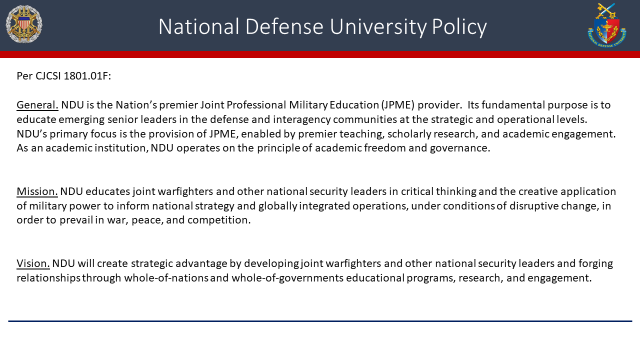 National Defense University Policy
Per CJCSI 1801.01F:
General. NDU is the Nation's premier Joint Professional Military Education (JPME) provider. Its fundamental purpose is to
educate emerging senior leaders in the defense and interagency communities at the strategic and operational levels.
NDU's primary focus is the provision of JPME, enabled by premier teaching, scholarly research, and academic engagement.
As an academic institution, NDU operates on the principle of academic freedom and governance.
Mission. NDU educates joint warfighters and other national security leaders in critical thinking and the creative application
of military power to inform national strategy and globally integrated operations, under conditions of disruptive change, in
order to prevail in war, peace, and competition.
Vision. NDU will create strategic advantage by developing joint warfighters and other national security leaders and forging
relationships through whole-of-nations and whole-of-governments educational programs, research, and engagement.